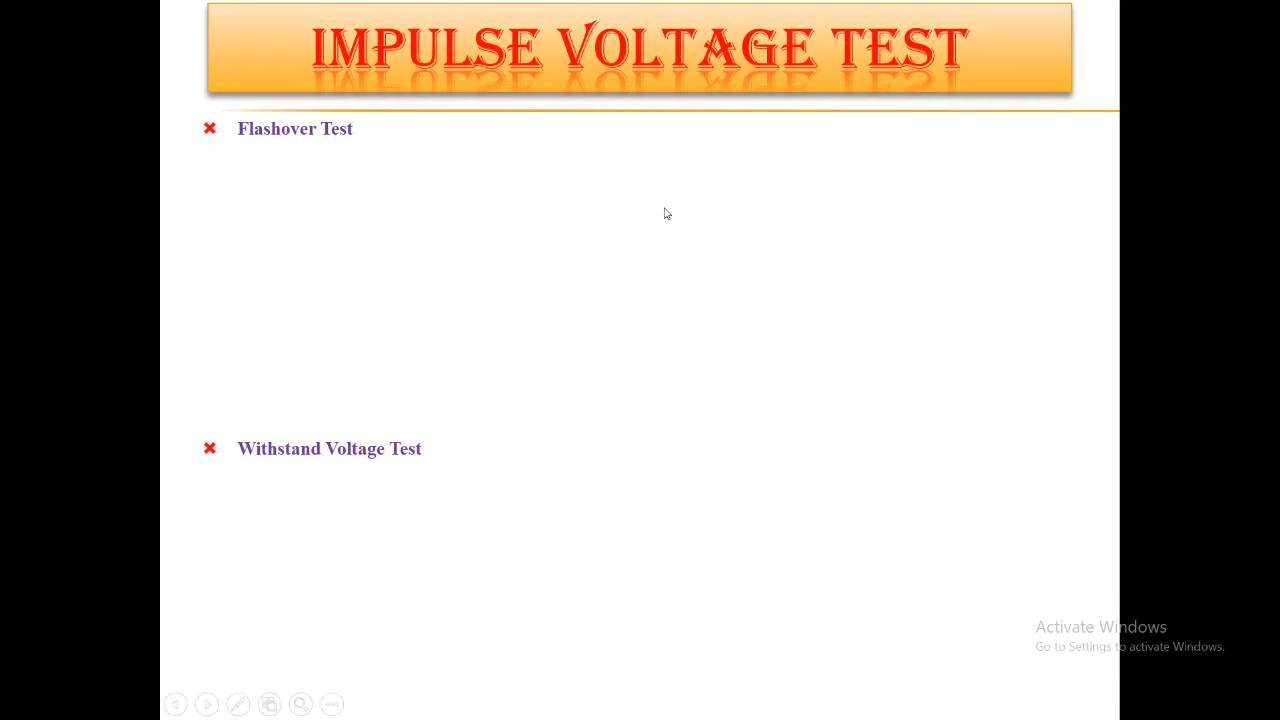 IMPULSE VOLTAGE TEST
Flashover Test
Withstand Voltage Test
Activate Windows
Go to Settings to activate Windows.